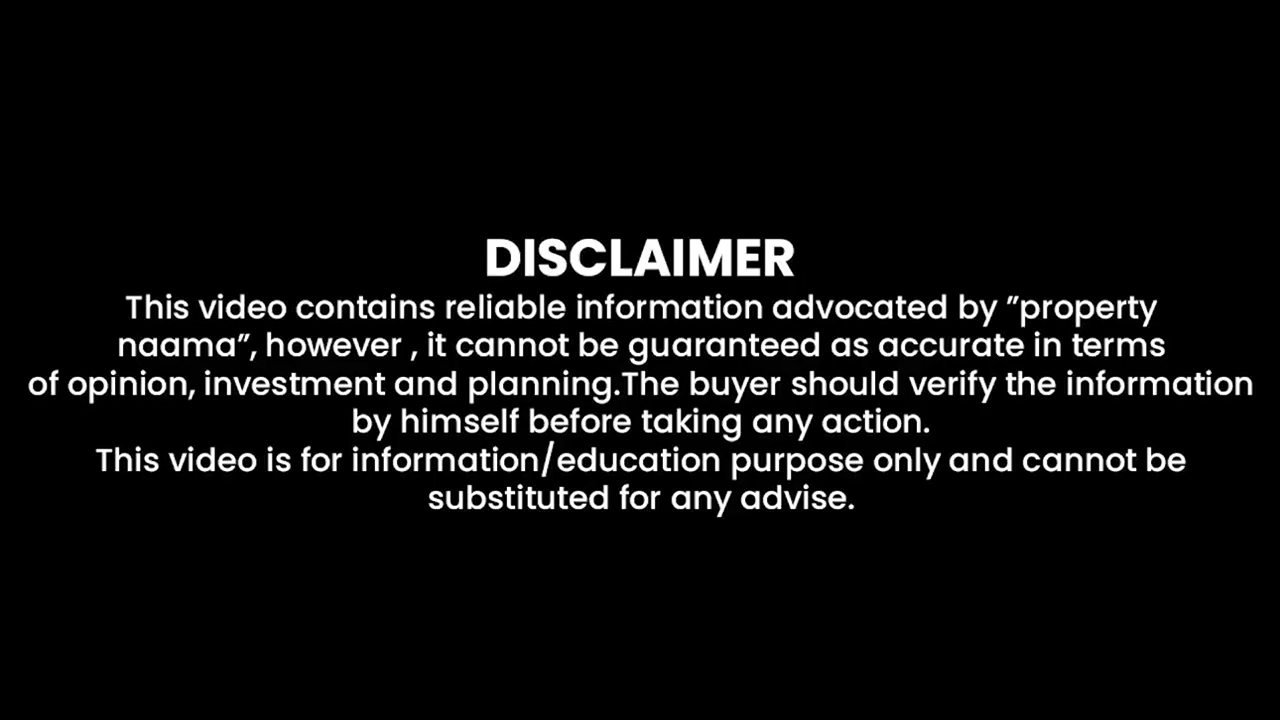 DISCLAIMER
This video contains reliable information advocated by ”property
naama”, however , it cannot be guaranteed as accurate in terms
of opinion, investment and planning.The buyer should verify the information
by himself before taking any action.
This video is for information/education purpose only and cannot be
substituted for any advise.